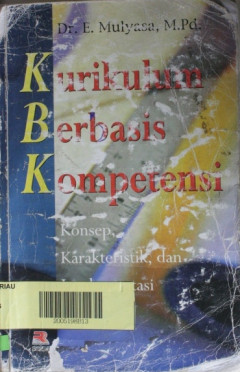 Dr. E. Mulyasa, M.Pd.
Kurikulum
Berbasis
Kompetensi
Konsep,
Karakteristik, dan
RIAU